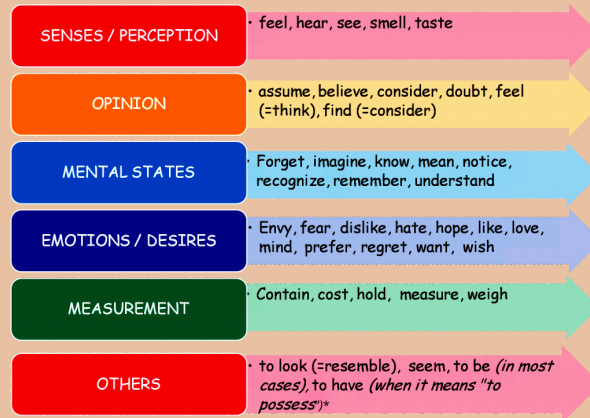 SENSES / PERCEPTION
• feel, hear, see, smell, taste
OPINION
• assume, believe, consider, doubt, feel
(=think), find (=consider)
MENTAL STATES
• Forget, imagine, know, mean, notice,
recognize, remember, understand
EMOTIONS / DESIRES
• Envy, fear, dislike, hate, hope, like, love,
mind, prefer, regret, want, wish
MEASUREMENT
• Contain, cost, hold, measure, weigh
OTHERS
• to look (=resemble), seem, to be (in most
cases), to have (when it means "to
possess")*